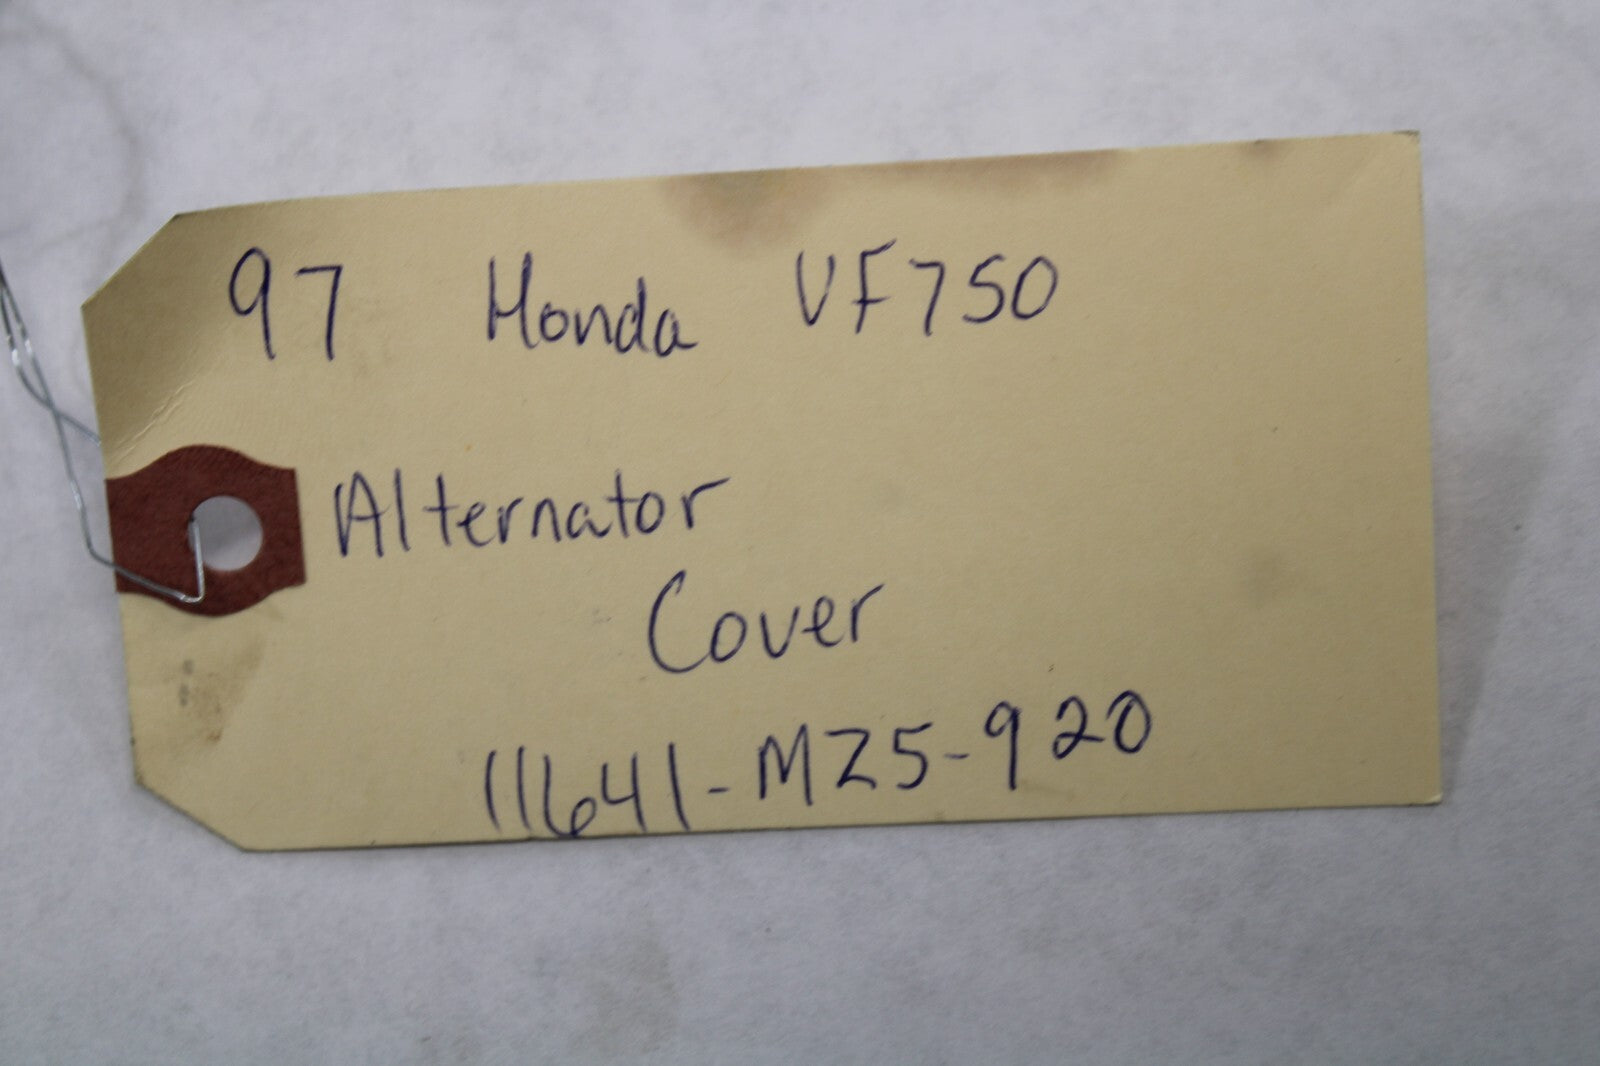 97 Honda VF750
Alternator
Cover
11641-MZ5-920